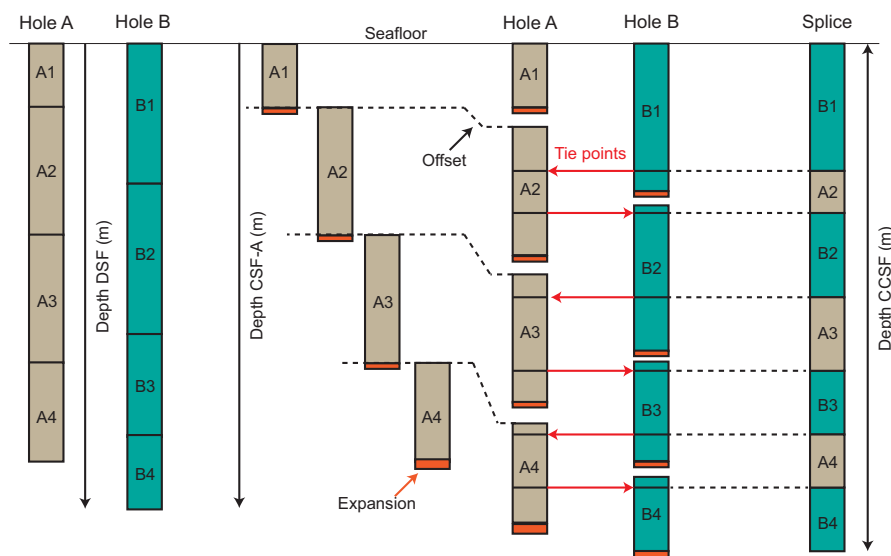 Hole A
Hole B
Hole A
Hole B
Splice
Seafloor
A1
A2
A3
A4
B1
B2
B3
B4
Depth DSF (m)
Depth CSF-A (m)
A1
A2
A3
A4
Offset
Expansion
A1
A2
A3
A4
Tie points
B1
B2
B3
B4
B1
A2
B2
A3
B3
A4
B4
Depth CCSF (m)